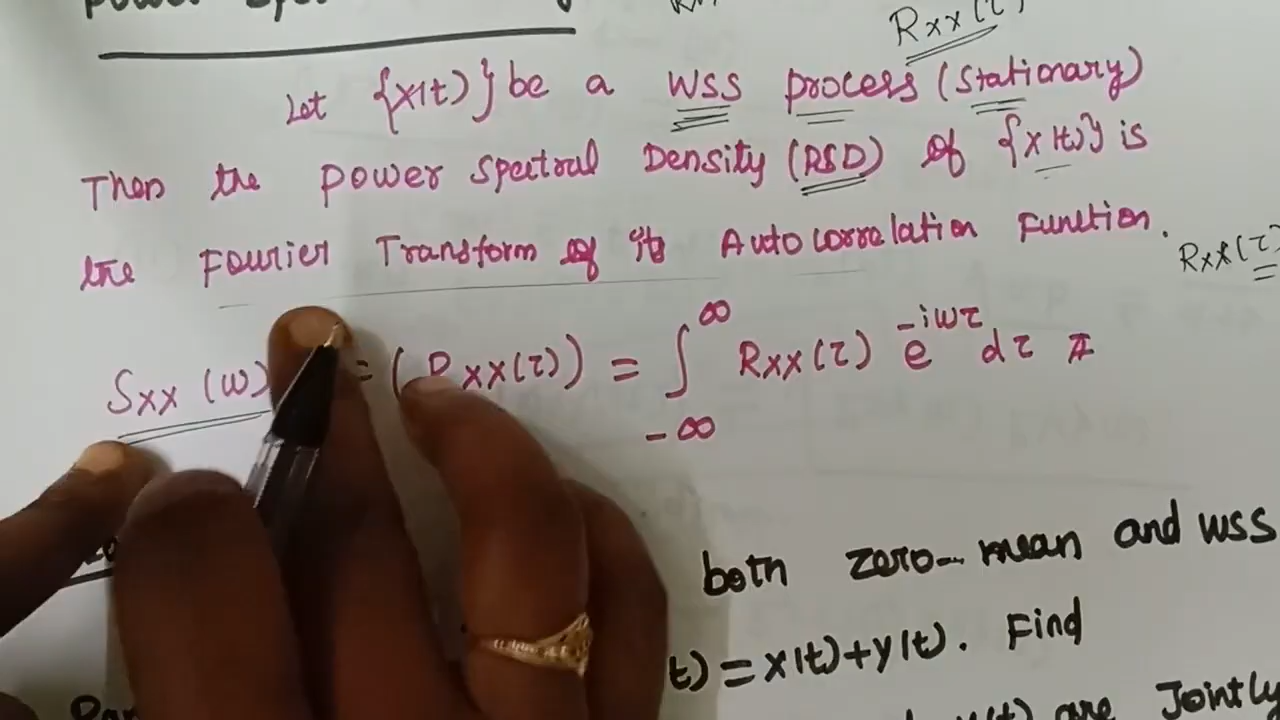 Rxx(τ)
Let {x(t)} be a WSS process (Stationary)
Then the power spectral Density (PSD) of {x(t)} is
the Fourier Transform of its Autocorrelation Function.
Rxx(τ)
Sxx (ω) = ( Rxx(τ)) = ∫ ∞ -∞ Rxx(τ) e^-iωτ dτ
both zero-mean and WSS
t) = x(t)+y(t). Find
are Jointly